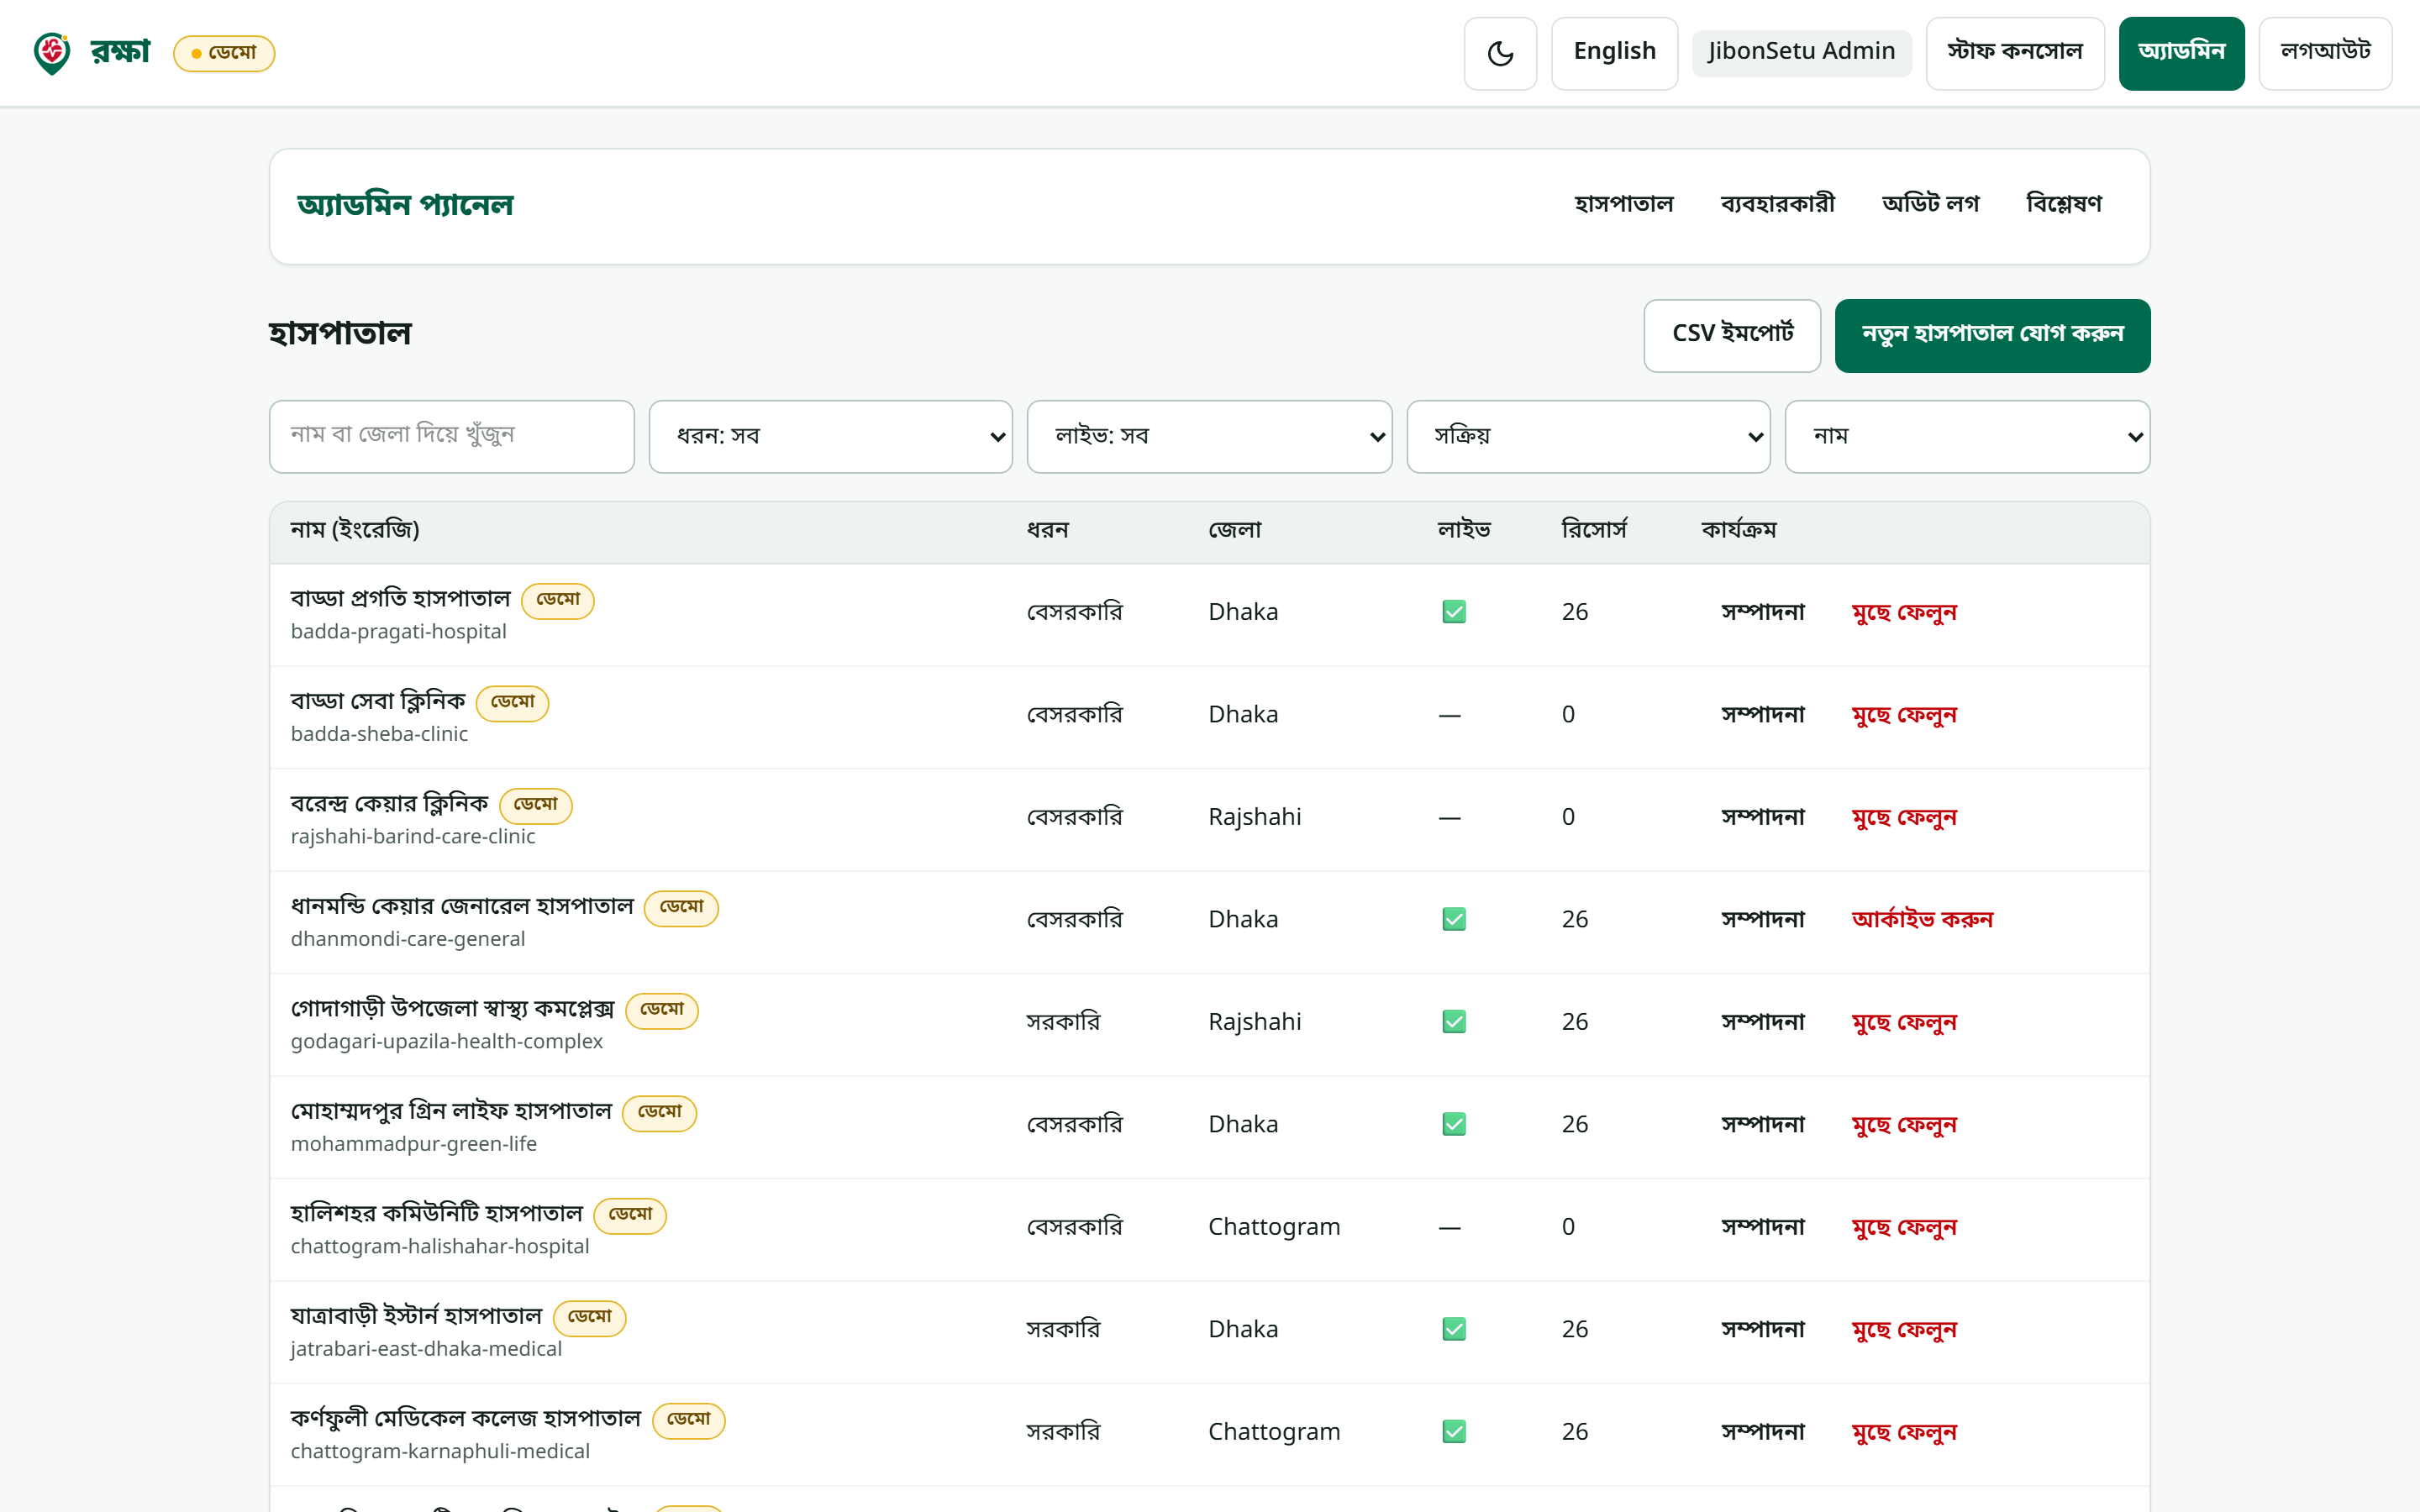 রক্ষা ডেমো English JibonSetu Admin স্টাফ কনসোল অ্যাডমিন লগআউট
অ্যাডমিন প্যানেল হাসপাতাল ব্যবহারকারী অডিট লগ বিশ্লেষণ
হাসপাতাল CSV ইমপোর্ট নতুন হাসপাতাল যোগ করুন
নাম বা জেলা দিয়ে খুঁজুন ধরন: সব লাইভ: সব সক্রিয় নাম
নাম (ইংরেজি) ধরন জেলা লাইভ রিসোর্স কার্যক্রম
বাড্ডা প্রগতি হাসপাতাল ডেমো
badda-pragati-hospital
বেসরকারি Dhaka ✅ 26 সম্পাদনা মুছে ফেলুন
বাড্ডা সেবা ক্লিনিক ডেমো
badda-sheba-clinic
বেসরকারি Dhaka — 0 সম্পাদনা মুছে ফেলুন
বরেন্দ্র কেয়ার ক্লিনিক ডেমো
rajshahi-barind-care-clinic
বেসরকারি Rajshahi — 0 সম্পাদনা মুছে ফেলুন
ধানমন্ডি কেয়ার জেনারেল হাসপাতাল ডেমো
dhanmondi-care-general
বেসরকারি Dhaka ✅ 26 সম্পাদনা আর্কাইভ করুন
গোদাগাড়ী উপজেলা স্বাস্থ্য কমপ্লেক্স ডেমো
godagari-upazila-health-complex
সরকারি Rajshahi ✅ 26 সম্পাদনা মুছে ফেলুন
মোহাম্মদপুর গ্রিন লাইফ হাসপাতাল ডেমো
mohammadpur-green-life
বেসরকারি Dhaka ✅ 26 সম্পাদনা মুছে ফেলুন
হালিশহর কমিউনিটি হাসপাতাল ডেমো
chattogram-halishahar-hospital
বেসরকারি Chattogram — 0 সম্পাদনা মুছে ফেলুন
যাত্রাবাড়ী ইস্টার্ন হাসপাতাল ডেমো
jatrabari-east-dhaka-medical
সরকারি Dhaka ✅ 26 সম্পাদনা মুছে ফেলুন
কর্ণফুলী মেডিকেল কলেজ হাসপাতাল ডেমো
chattogram-karnaphuli-medical
সরকারি Chattogram ✅ 26 সম্পাদনা মুছে ফেলুন